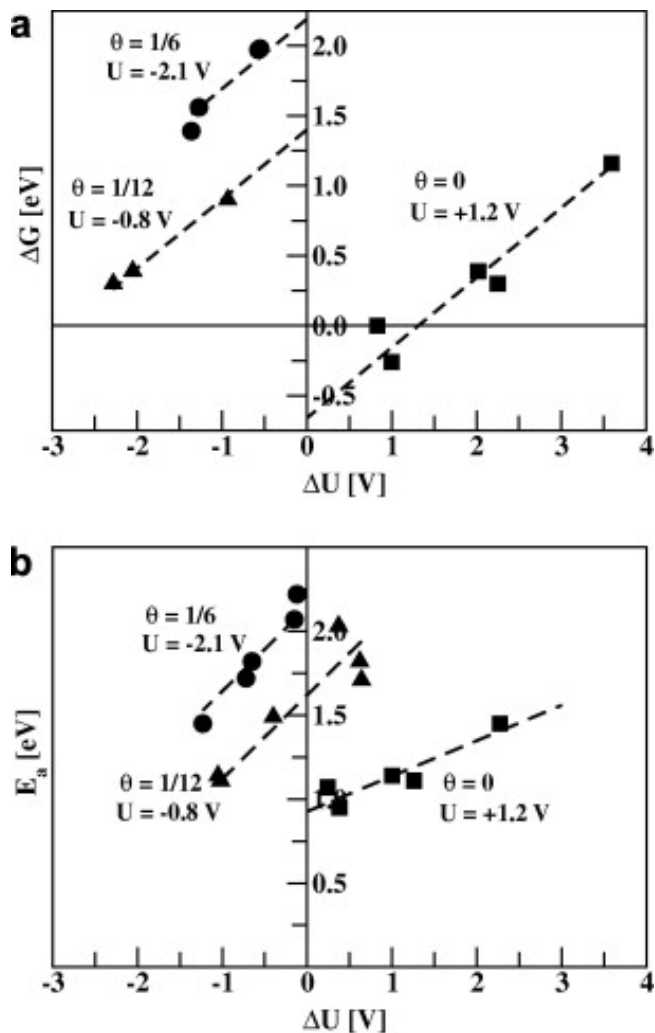 a
θ = 1/6
U = -2.1 V
2.0
1.5
θ = 1/12
U = -0.8 V
1.0
θ = 0
U = +1.2 V
ΔG [eV]
0.5
0.0
-0.5
-3 -2 -1 0 1 2 3 4
ΔU [V]
b
θ = 1/6
U = -2.1 V
2.0
1.5
Ea [eV]
θ = 1/12
U = -0.8 V
1.0
θ = 0
U = +1.2 V
0.5
-3 -2 -1 0 1 2 3 4
ΔU [V]